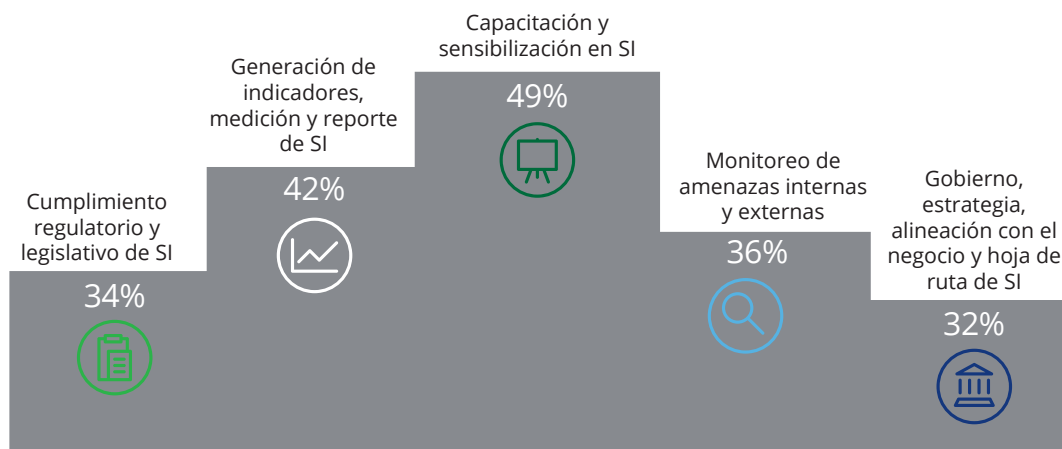 Cumplimiento
regulatorio y
legislativo de SI
34%
Generación de
indicadores,
medición y reporte
de SI
42%
Capacitación y
sensibilización en SI
49%
Monitoreo de
amenazas internas
y externas
36%
Gobierno,
estrategia,
alineación con el
negocio y hoja de
ruta de SI
32%